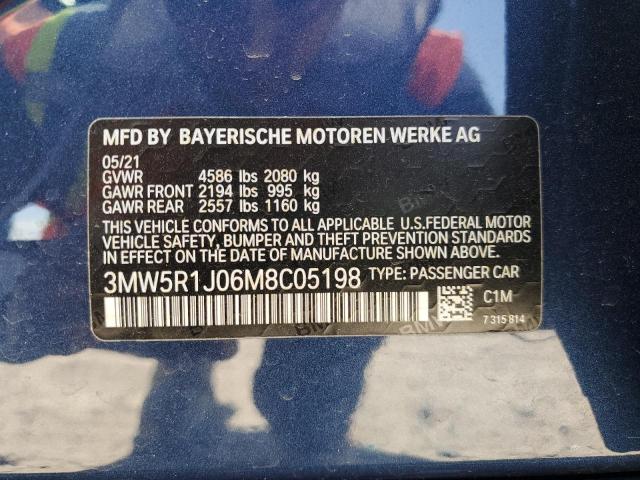 MFD BY BAYERISCHE MOTOREN WERKE AG
05/21
GVWR 4586 lbs 2080 kg
GAWR FRONT 2194 lbs 995 kg
GAWR REAR 2557 lbs 1160 kg
THIS VEHICLE CONFORMS TO ALL APPLICABLE U.S.FEDERAL MOTOR
VEHICLE SAFETY, BUMPER AND THEFT PREVENTION STANDARDS
IN EFFECT ON THE DATE OF MANUFACTURE SHOWN ABOVE.
3MW5R1J06M8C05198 TYPE: PASSENGER CAR
C1M
7 315 814